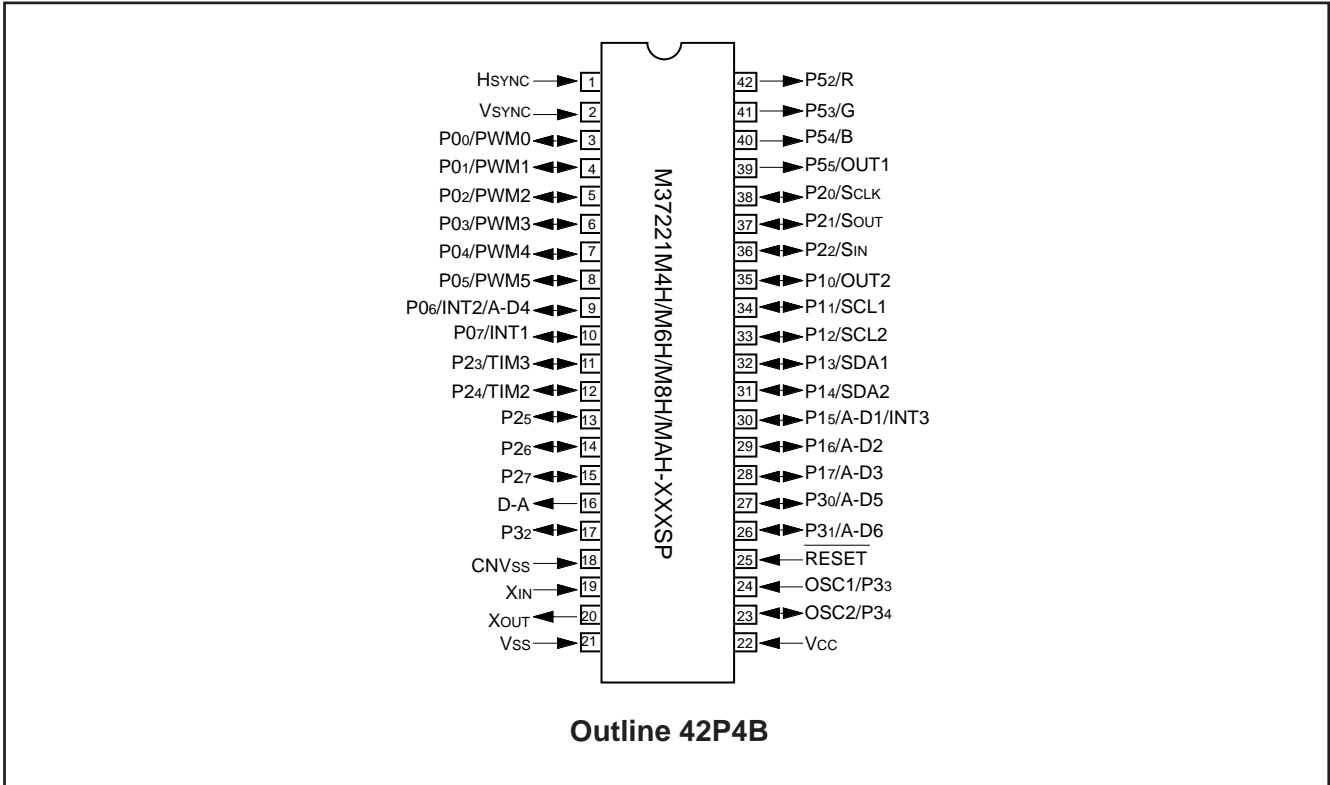 HSYNC 1
VSYNC 2
P00/PWM0 3
P01/PWM1 4
P02/PWM2 5
P03/PWM3 6
P04/PWM4 7
P05/PWM5 8
P06/INT2/A-D4 9
P07/INT1 10
P23/TIM3 11
P24/TIM2 12
P25 13
P26 14
P27 15
D-A 16
P32 17
CNVSS 18
XIN 19
XOUT 20
VSS 21
M37221M4H/M6H/M8H/MAH-XXXSP
42 P52/R
41 P53/G
40 P54/B
39 P55/OUT1
38 P20/SCLK
37 P21/SOUT
36 P22/SIN
35 P10/OUT2
34 P11/SCL1
33 P12/SCL2
32 P13/SDA1
31 P14/SDA2
30 P15/A-D1/INT3
29 P16/A-D2
28 P17/A-D3
27 P30/A-D5
26 P31/A-D6
25 RESET
24 OSC1/P33
23 OSC2/P34
22 VCC
Outline 42P4B